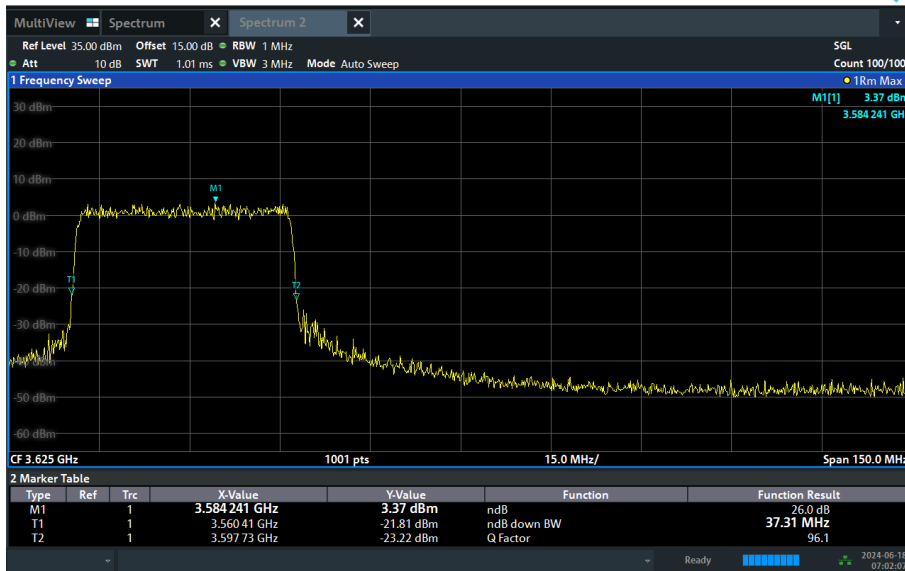 MultiView Spectrum X Spectrum 2 X
Ref Level 35.00 dBm Offset 15.00 dB RBW 1 MHz SGL
Att 10 dB SWT 1.01 ms VBW 3 MHz Mode Auto Sweep Count 100/100
1 Frequency Sweep 1Rm Max
M1[1] 3.37 dBm
30 dBm
3.584 241 GHz
20 dBm
10 dBm
M1
0 dBm
-10 dBm
T1
T2
-20 dBm
-30 dBm
-40 dBm
-50 dBm
-60 dBm
CF 3.625 GHz 1001 pts 15.0 MHz/ Span 150.0 MHz
2 Marker Table
Type Ref Trc X-Value Y-Value Function Function Result
M1 1 3.584 241 GHz 3.37 dBm ndB 26.0 dB
T1 1 3.560 41 GHz -21.81 dBm ndB down BW 37.31 MHz
T2 1 3.597 73 GHz -23.22 dBm Q Factor 96.1
Ready 2024-06-18
07:02:07